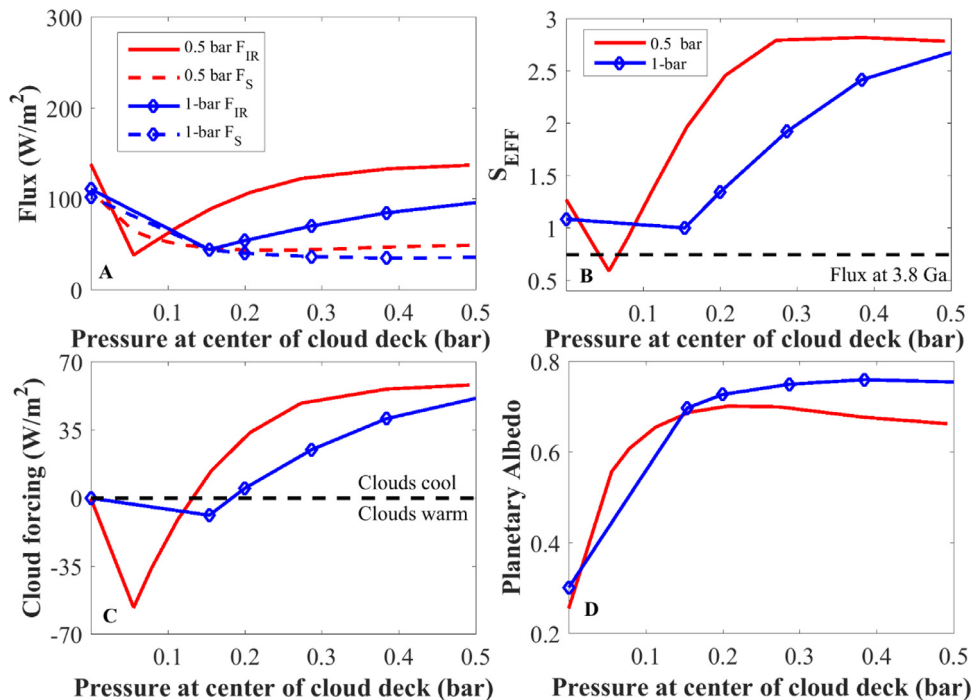 300
200
100
0
Flux (W/m²)
0.5 bar F_IR
0.5 bar F_S
1-bar F_IR
1-bar F_S
A
0.1 0.2 0.3 0.4 0.5
Pressure at center of cloud deck (bar)
3
2.5
2
1.5
1
0.5
S_EFF
0.5 bar
1-bar
Flux at 3.8 Ga
B
0.1 0.2 0.3 0.4 0.5
Pressure at center of cloud deck (bar)
70
35
0
-35
-70
Cloud forcing (W/m²)
Clouds cool
Clouds warm
C
0.1 0.2 0.3 0.4 0.5
Pressure at center of cloud deck (bar)
0.8
0.6
0.4
0.2
Planetary Albedo
D
0.1 0.2 0.3 0.4 0.5
Pressure at center of cloud deck (bar)